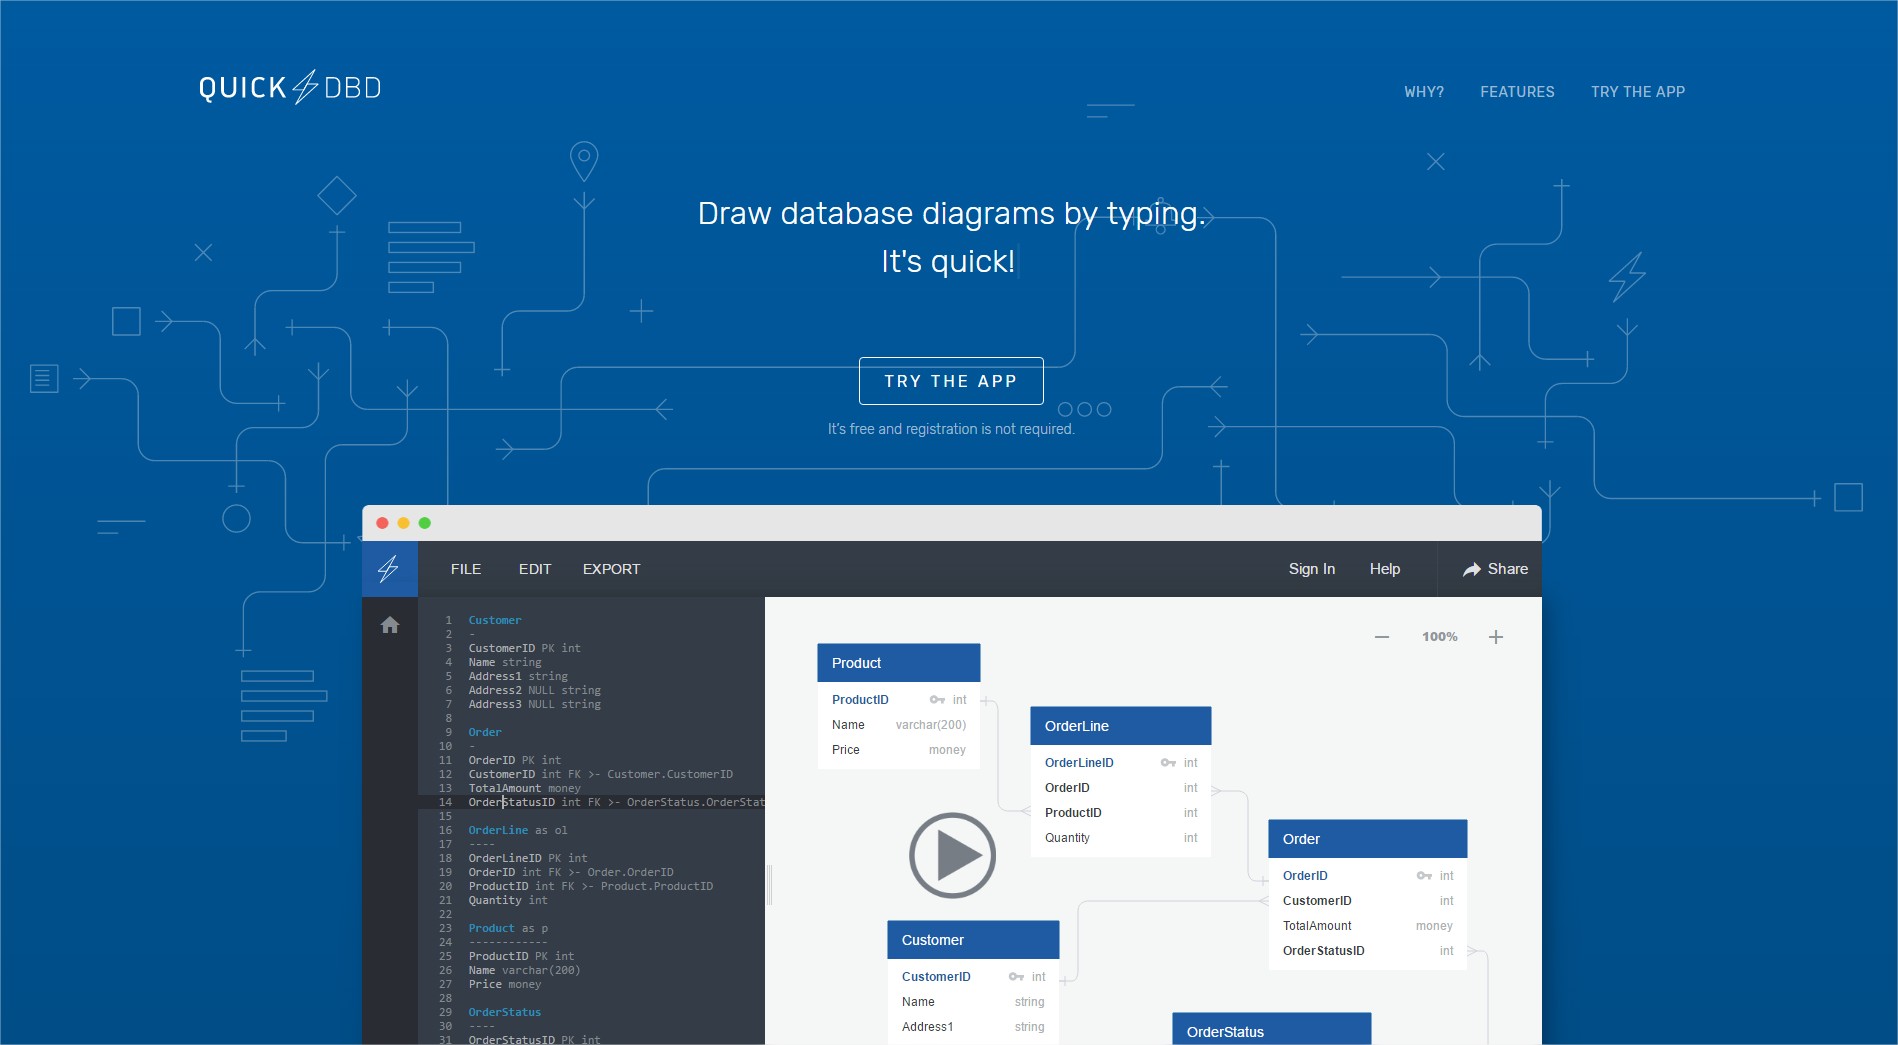 QUICK DBD
WHY? FEATURES TRY THE APP
Draw database diagrams by typing.
It's quick!
TRY THE APP
It's free and registration is not required.
FILE EDIT EXPORT Sign In Help Share
1 Customer
2 -
3 CustomerID PK int
4 Name string
5 Address1 string
6 Address2 NULL string
7 Address3 NULL string
8
9 Order
10 -
11 OrderID PK int
12 CustomerID int FK >- Customer.CustomerID
13 TotalAmount money
14 OrderStatusID int FK >- OrderStatus.OrderStat
15
16 OrderLine as ol
17 ----
18 OrderLineID PK int
19 OrderID int FK >- Order.OrderID
20 ProductID int FK >- Product.ProductID
21 Quantity int
22
23 Product as p
24 ------------
25 ProductID PK int
26 Name varchar(200)
27 Price money
28
29 OrderStatus
30 ----
31 OrderStatusID PK int
100%
Product
ProductID int
Name varchar(200)
Price money
OrderLine
OrderLineID int
OrderID int
ProductID int
Quantity int
Order
OrderID int
CustomerID int
TotalAmount money
OrderStatusID int
Customer
CustomerID int
Name string
Address1 string
OrderStatus